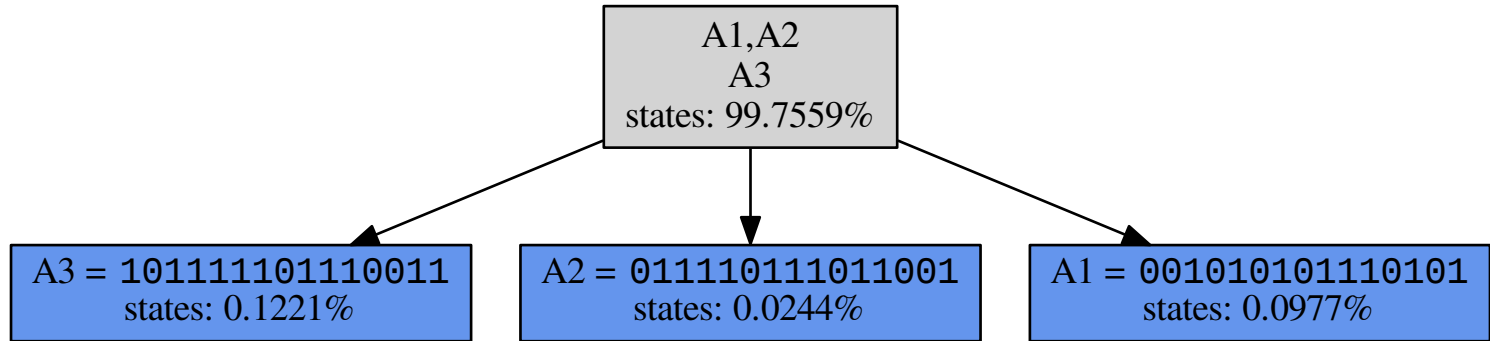 A1,A2
A3
states: 99.7559%
A3 = 101111101110011
states: 0.1221%
A2 = 011110111011001
states: 0.0244%
A1 = 001010101110101
states: 0.0977%